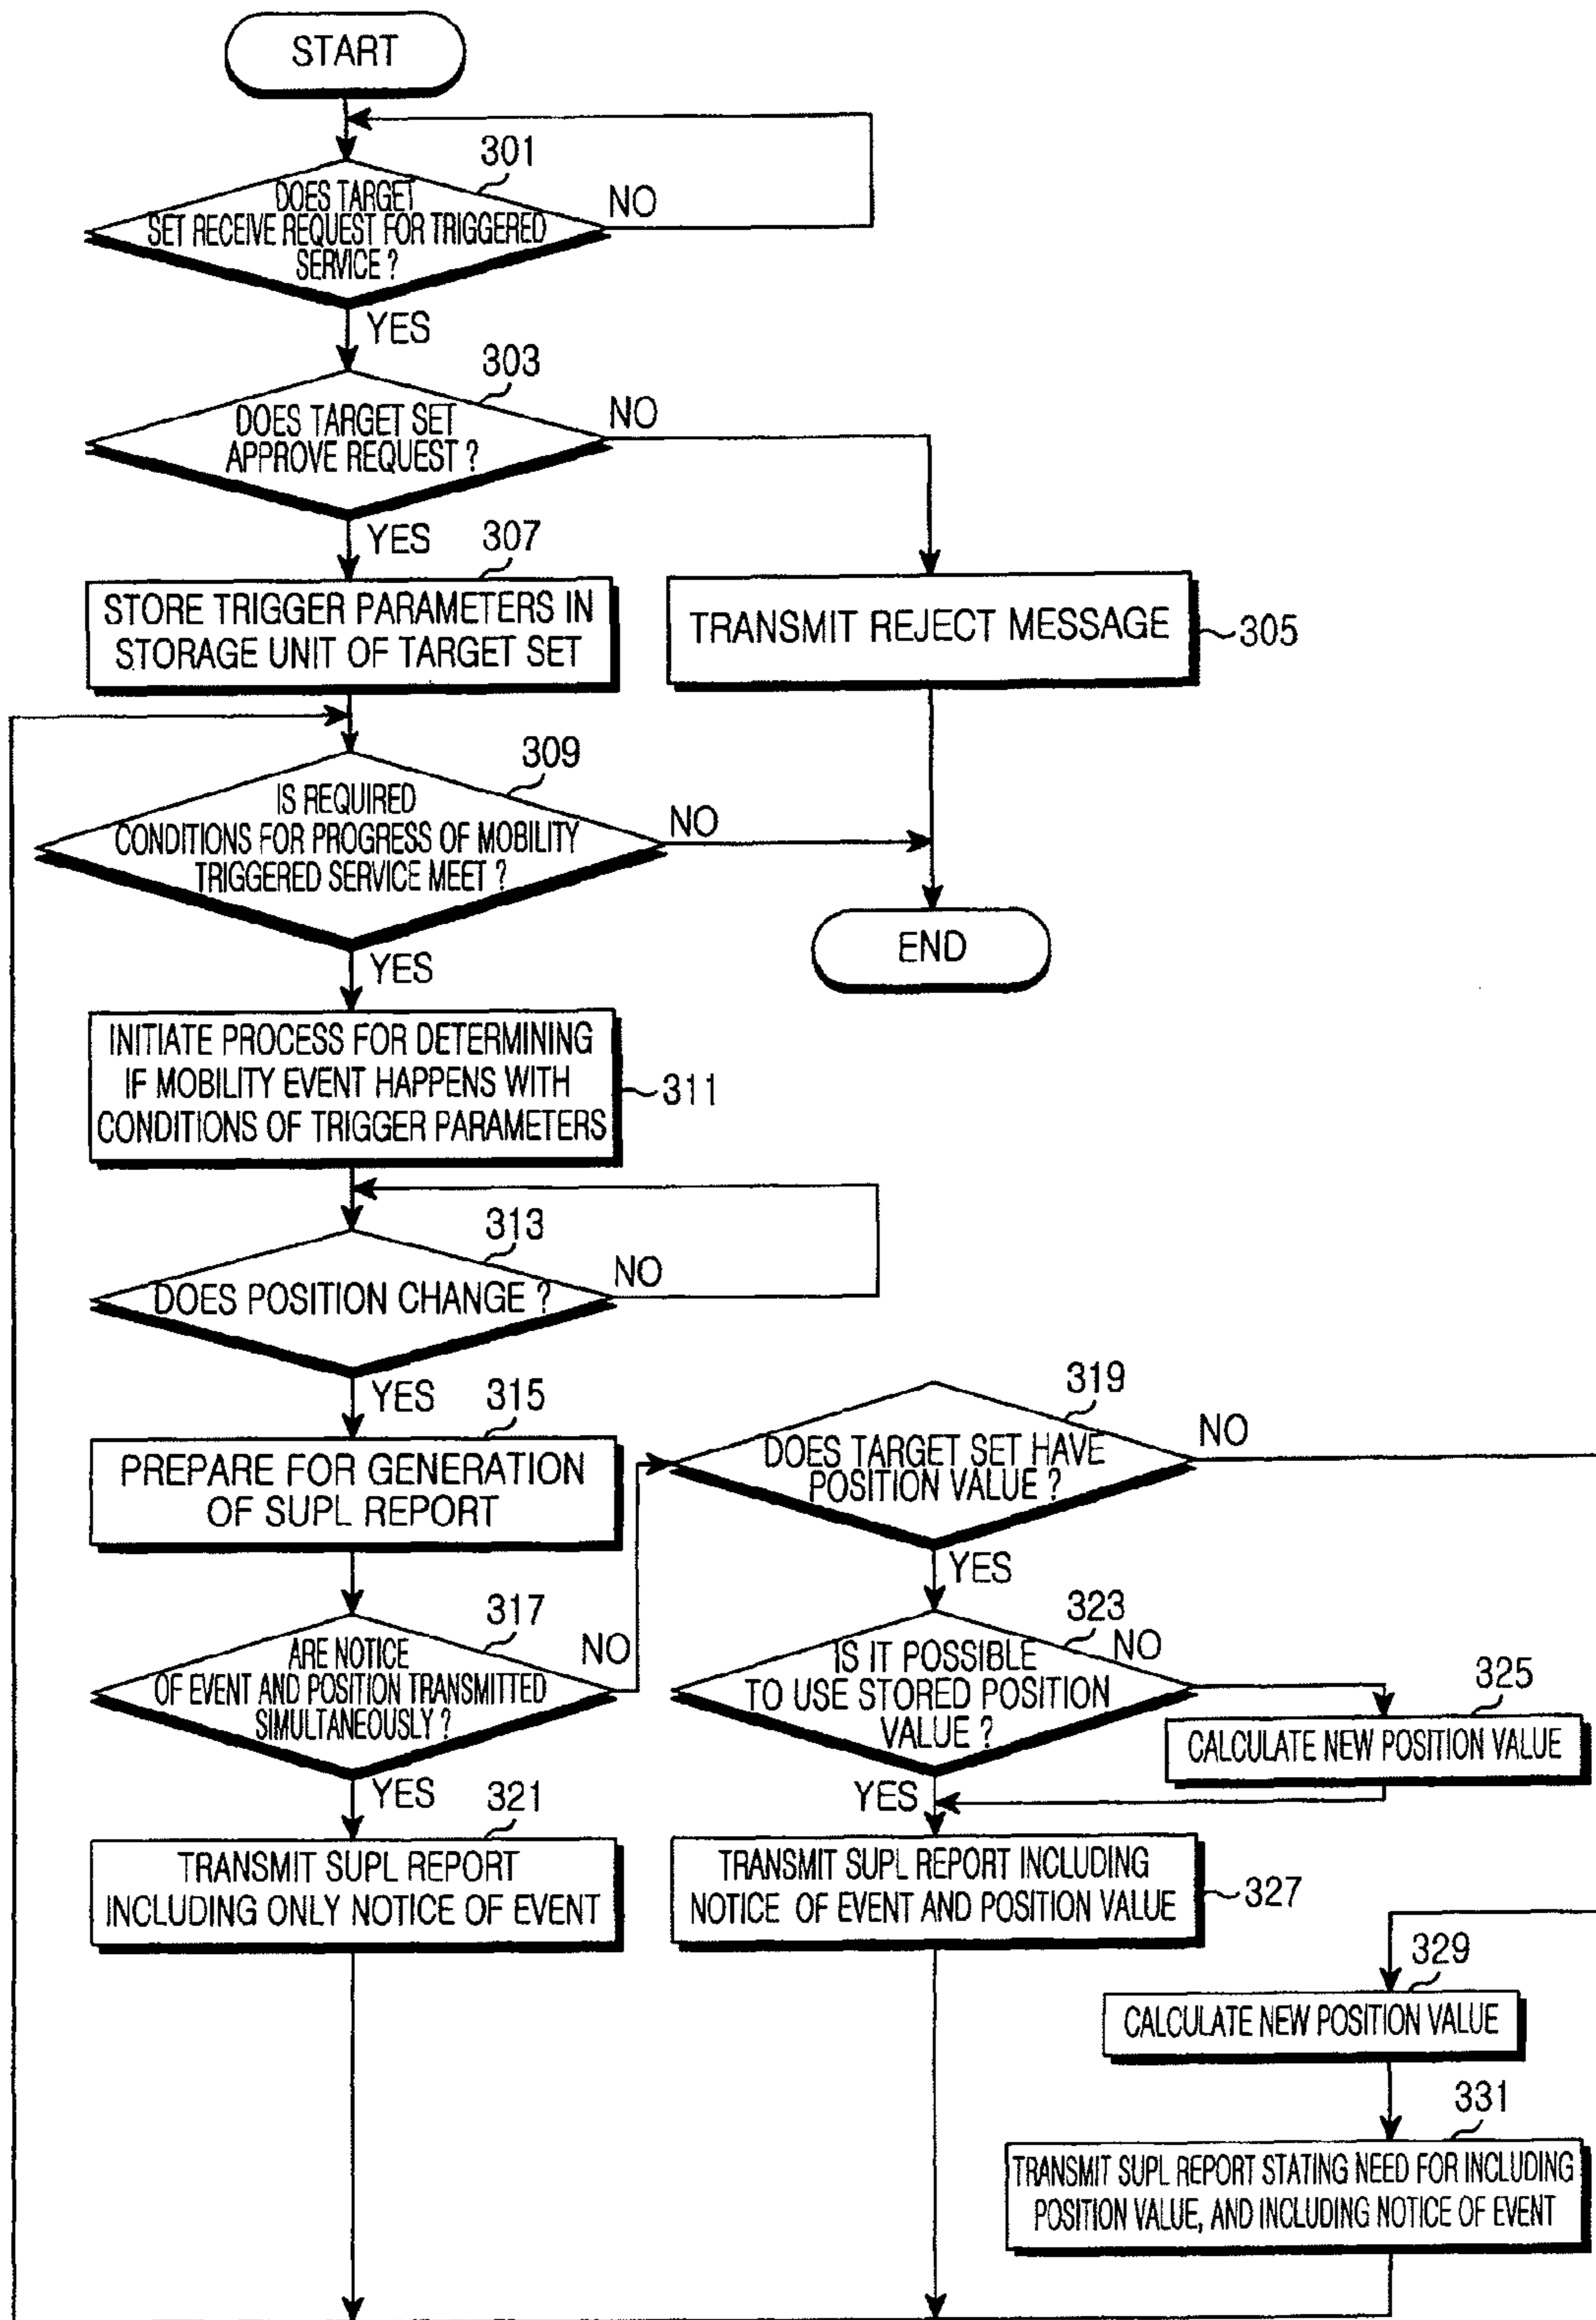 START
301
DOES TARGET
SET RECEIVE REQUEST FOR TRIGGERED
SERVICE ?
NO
YES
303
DOES TARGET SET
APPROVE REQUEST ?
NO
YES
307
STORE TRIGGER PARAMETERS IN
STORAGE UNIT OF TARGET SET
TRANSMIT REJECT MESSAGE
305
309
IS REQUIRED
CONDITIONS FOR PROGRESS OF MOBILITY
TRIGGERED SERVICE MEET ?
NO
YES
END
INITIATE PROCESS FOR DETERMINING
IF MOBILITY EVENT HAPPENS WITH
CONDITIONS OF TRIGGER PARAMETERS
311
313
DOES POSITION CHANGE ?
NO
YES
315
PREPARE FOR GENERATION
OF SUPL REPORT
319
DOES TARGET SET HAVE
POSITION VALUE ?
NO
YES
317
ARE NOTICE
OF EVENT AND POSITION TRANSMITTED
SIMULTANEOUSLY ?
NO
YES
323
IS IT POSSIBLE
TO USE STORED POSITION
VALUE ?
NO
YES
325
CALCULATE NEW POSITION VALUE
321
TRANSMIT SUPL REPORT
INCLUDING ONLY NOTICE OF EVENT
TRANSMIT SUPL REPORT INCLUDING
NOTICE OF EVENT AND POSITION VALUE
327
329
CALCULATE NEW POSITION VALUE
331
TRANSMIT SUPL REPORT STATING NEED FOR INCLUDING
POSITION VALUE, AND INCLUDING NOTICE OF EVENT